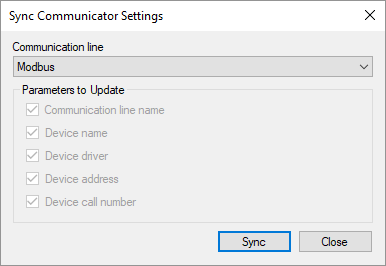 Sync Communicator Settings
Communication line
Modbus
Parameters to Update
Communication line name
Device name
Device driver
Device address
Device call number
Sync
Close